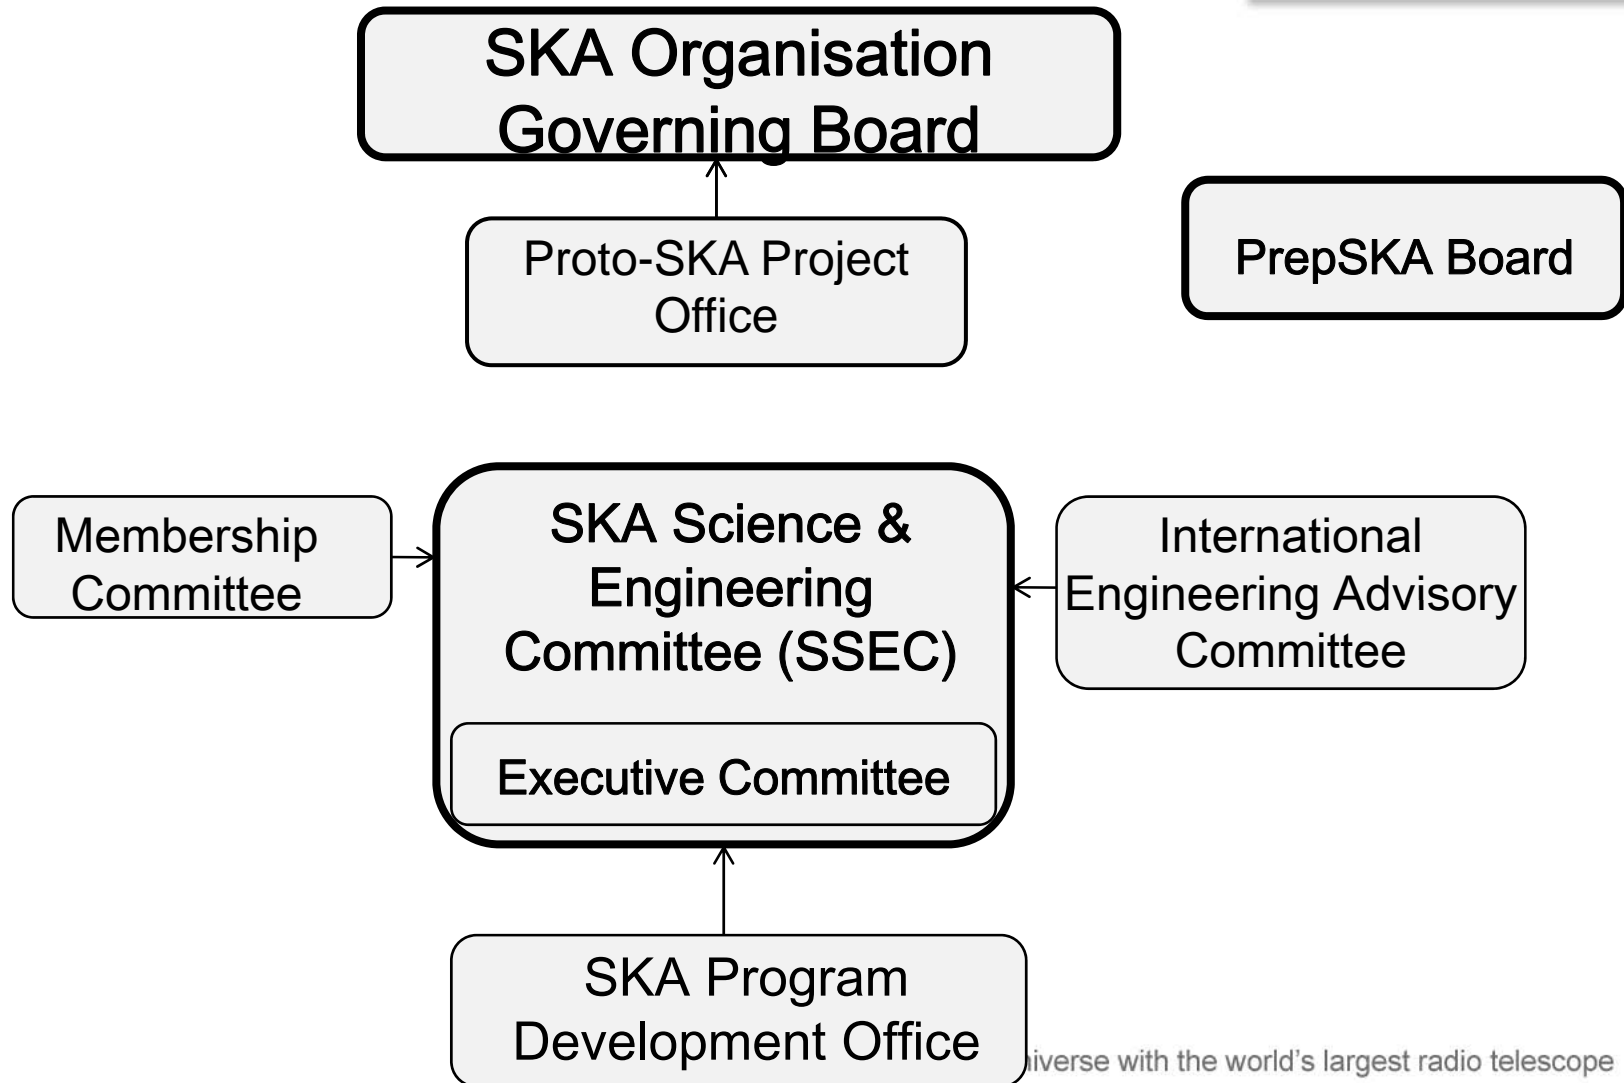 SKA Organisation
Governing Board
Proto-SKA Project
Office
PrepSKA Board
Membership
Committee
SKA Science &
Engineering
Committee (SSEC)
Executive Committee
International
Engineering Advisory
Committee
SKA Program
Development Office
with the world's largest radio telescope